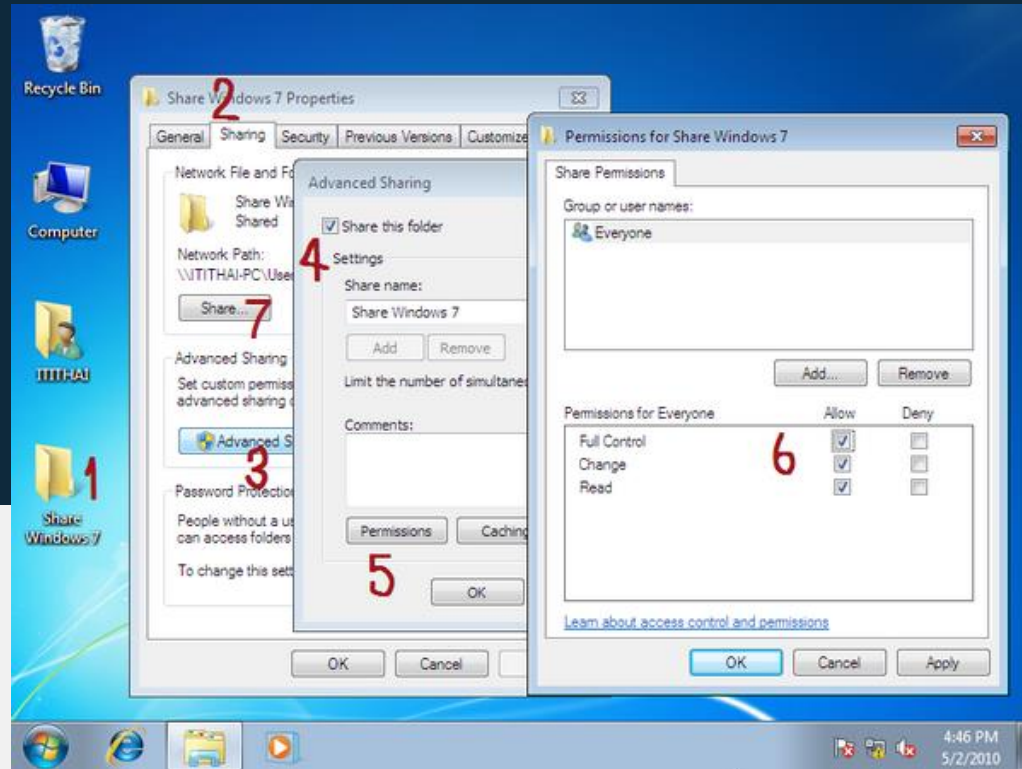 Recycle Bin
Computer
ITITHAI
1
Share
Windows 7
2
Share Windows 7 Properties
General Sharing Security Previous Versions Customize
Network File and Fo
Share Win
Shared
Network Path:
\\ITITHAI-PC\User
Share...
7
Advanced Sharing
Set custom permiss
advanced sharing
Advanced S
3
Password Protection
People without a us
can access folders
To change this sett
OK Cancel
Advanced Sharing
Share this folder
4
Settings
Share name:
Share Windows 7
Add Remove
Limit the number of simultane
Comments:
Permissions Caching
5
OK
Permissions for Share Windows 7
Share Permissions
Group or user names:
Everyone
Add... Remove
Permissions for Everyone Allow Deny
Full Control
Change
Read
6
Learn about access control and permissions
OK Cancel Apply
4:46 PM
5/2/2010